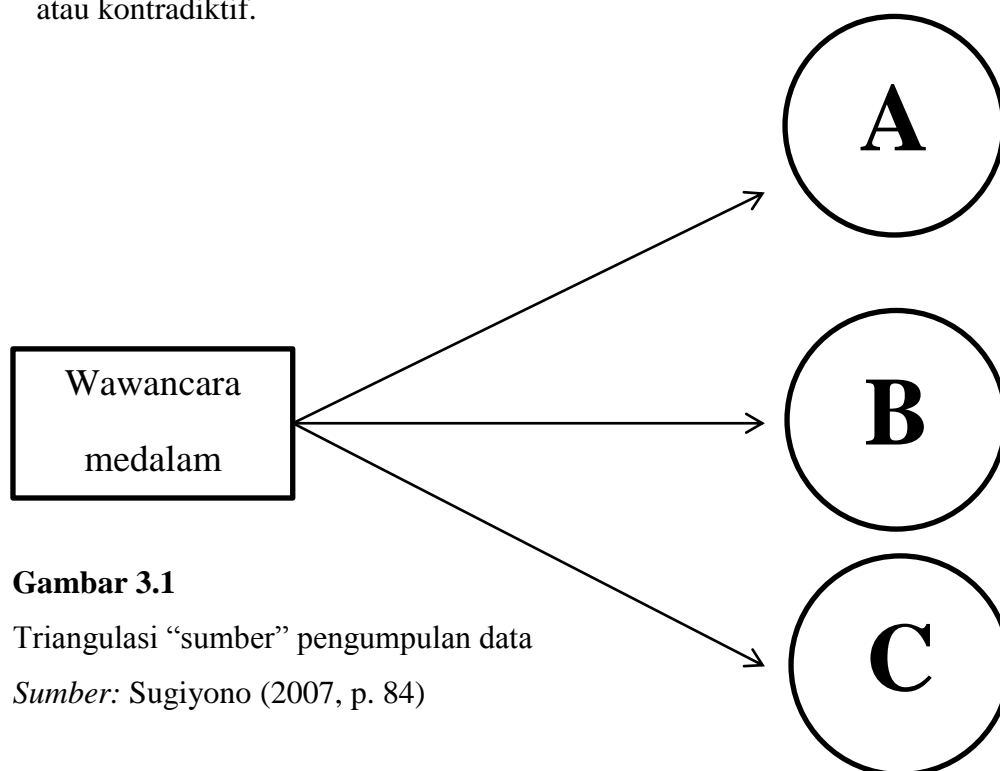 atau kontradiktif.
A
Wawancara
medalam
B
C
Gambar 3.1
Triangulasi “sumber” pengumpulan data
Sumber: Sugiyono (2007, p. 84)